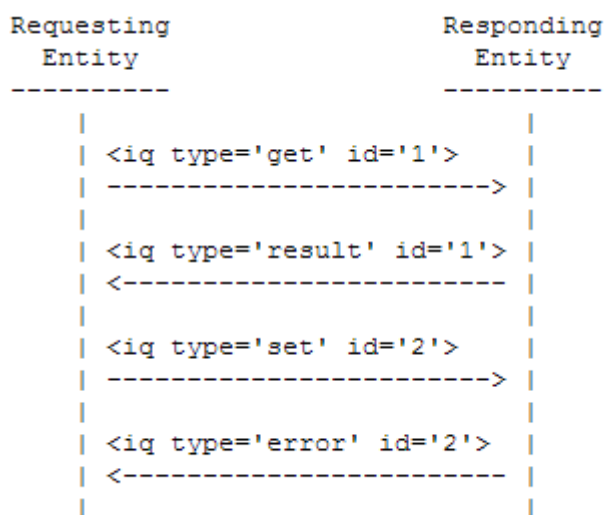 Requesting                 Responding
  Entity                     Entity
----------                 ----------
    |                           |
    | <iq type='get' id='1'>    |
    | ------------------------> |
    |                           |
    | <iq type='result' id='1'> |
    | <------------------------ |
    |                           |
    | <iq type='set' id='2'>    |
    | ------------------------> |
    |                           |
    | <iq type='error' id='2'>  |
    | <------------------------ |
    |                           |